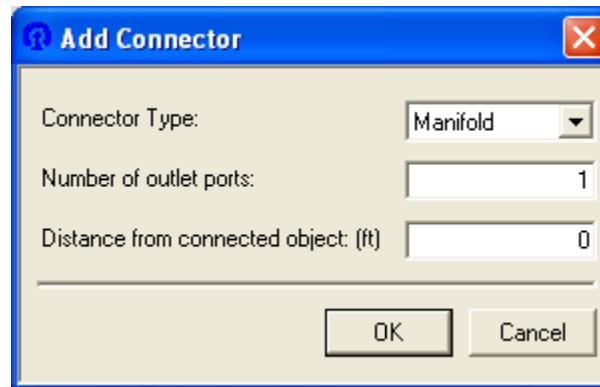 Add Connector
Connector Type: Manifold
Number of outlet ports: 1
Distance from connected object: (ft) 0
OK Cancel